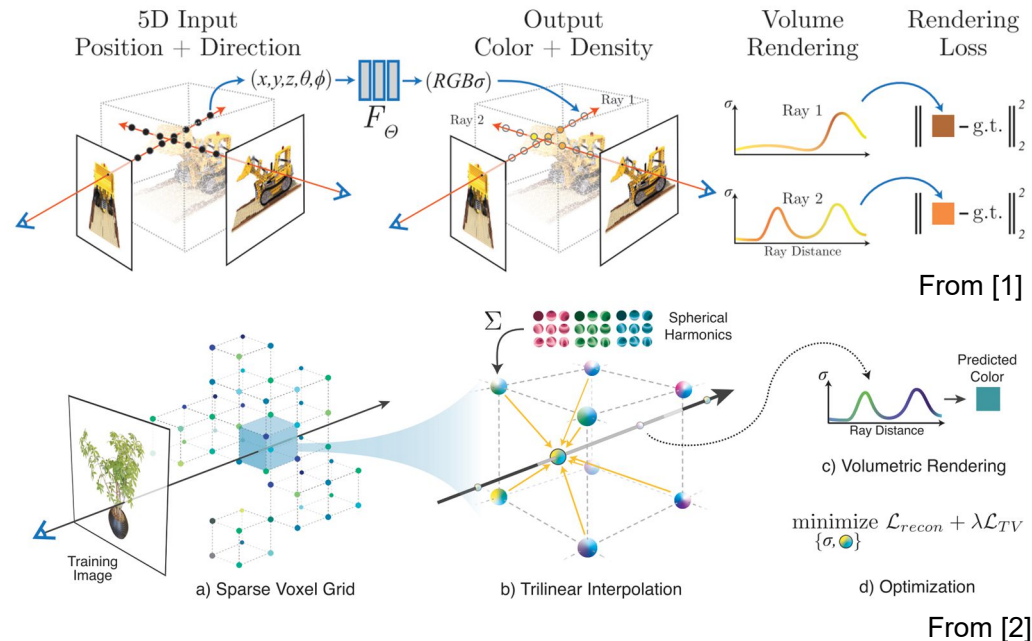 5D Input
Position + Direction
Output
Color + Density
Volume
Rendering
Rendering
Loss
(x,y,z,θ,ϕ)
F_Θ
(RGBσ)
Ray 1
Ray 2
σ
Ray 1
‖ – g.t. ‖²₂
σ
Ray 2
Ray Distance
‖ – g.t. ‖²₂
From [1]
Σ
Spherical
Harmonics
Training
Image
a) Sparse Voxel Grid
b) Trilinear Interpolation
σ
Ray Distance
Predicted
Color
c) Volumetric Rendering
minimize ℒ_recon + λℒ_TV
{σ, }
d) Optimization
From [2]